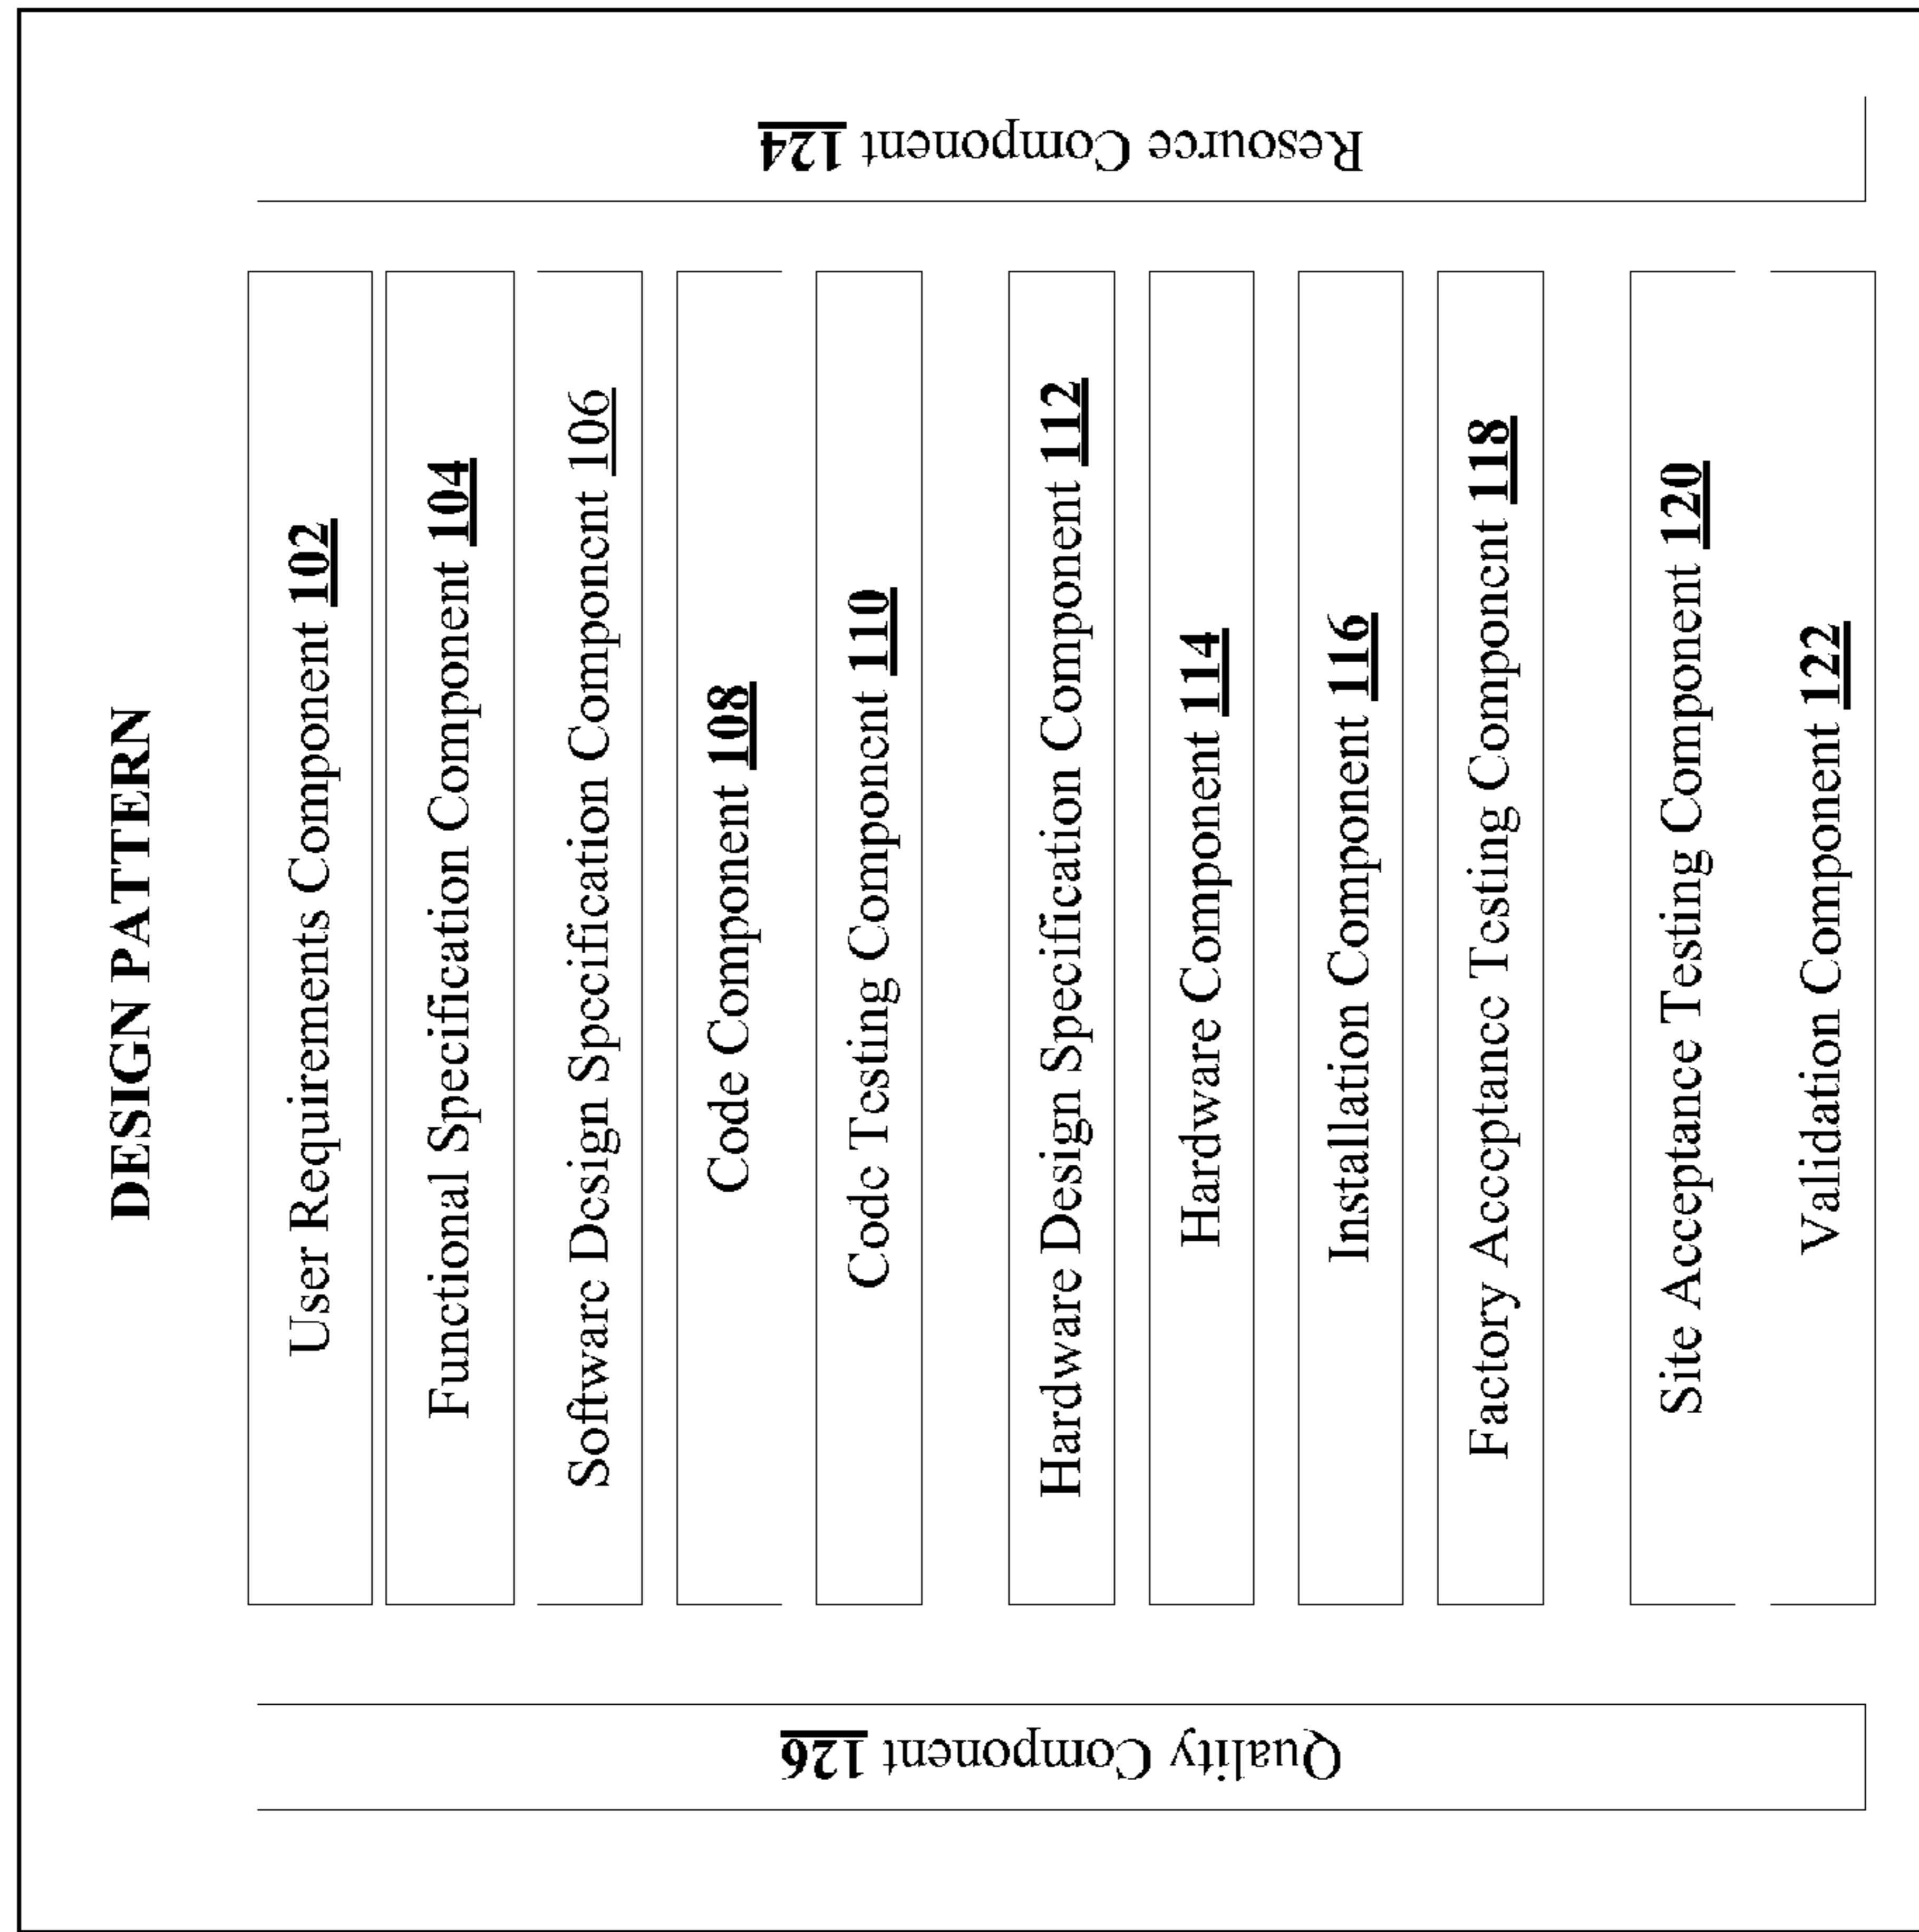 DESIGN PATTERN
User Requirements Component 102
Functional Specification Component 104
Software Design Specification Component 106
Code Component 108
Code Testing Component 110
Hardware Design Specification Component 112
Hardware Component 114
Installation Component 116
Factory Acceptance Testing Component 118
Site Acceptance Testing Component 120
Validation Component 122
Quality Component 126
Resource Component 124